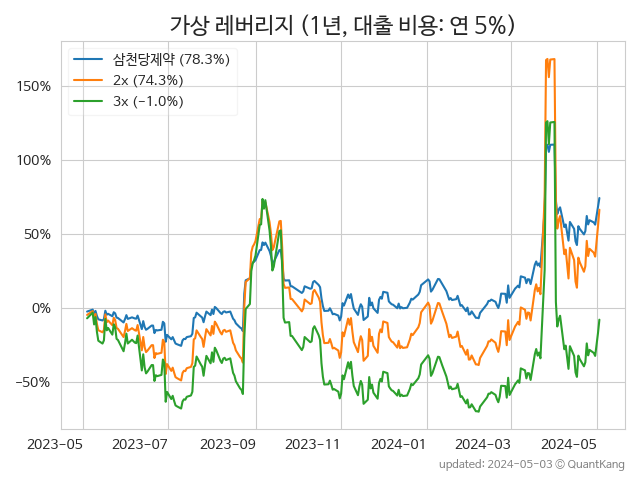 가상 레버리지 (1년, 대출 비용: 연 5%)
삼천당제약 (78.3%)
2x (74.3%)
3x (−1.0%)
150%
100%
50%
0%
−50%
2023-05 2023-07 2023-09 2023-11 2024-01 2024-03 2024-05
updated: 2024-05-03 © QuantKang